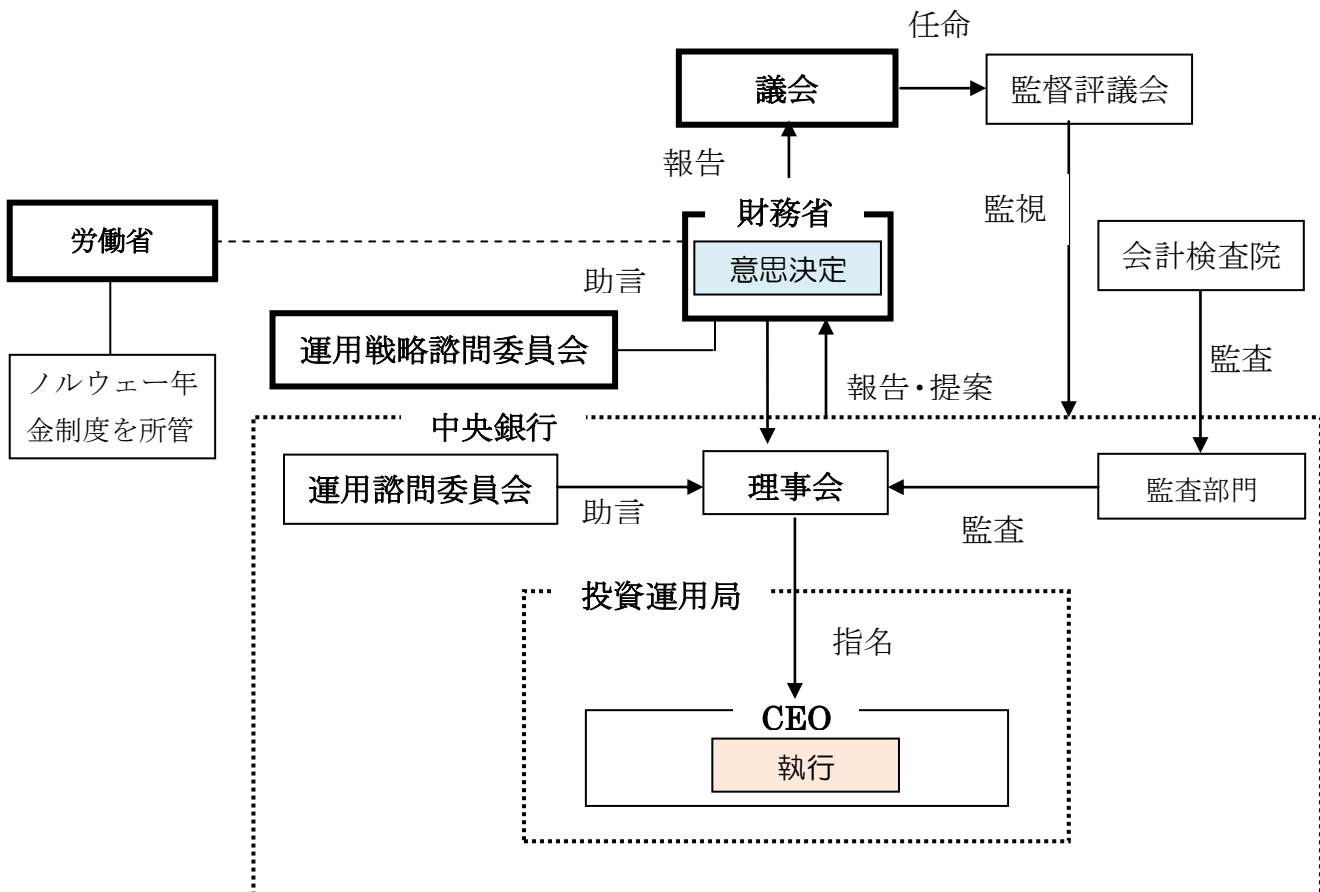 任命
議会
監督評議会
報告
監視
財務省
労働省
意思決定
会計検査院
助言
運用戦略諮問委員会
ノルウェー年
金制度を所管
報告・提案
監査
中央銀行
運用諮問委員会
理事会
監査部門
助言
監査
投資運用局
指名
CEO
執行